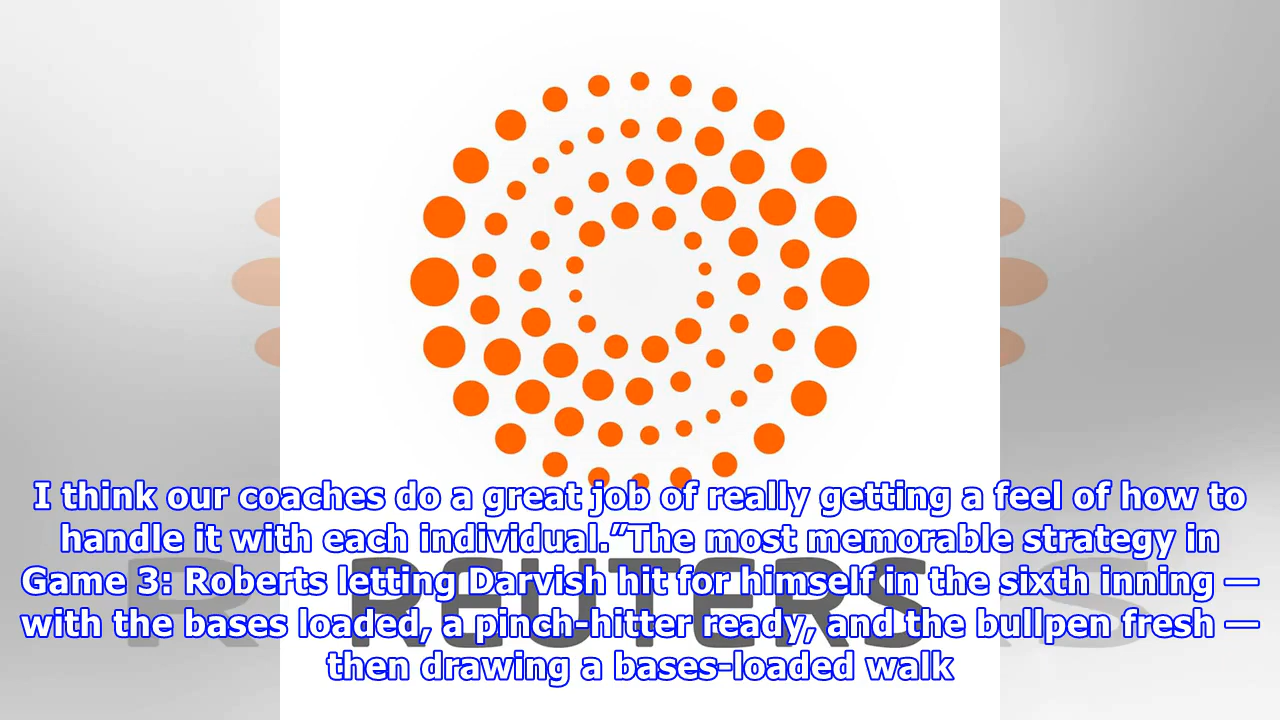 I think our coaches do a great job of really getting a feel of how to
handle it with each individual.”The most memorable strategy in
Game 3: Roberts letting Darvish hit for himself in the sixth inning —
with the bases loaded, a pinch-hitter ready, and the bullpen fresh —
then drawing a bases-loaded walk
REUTERS